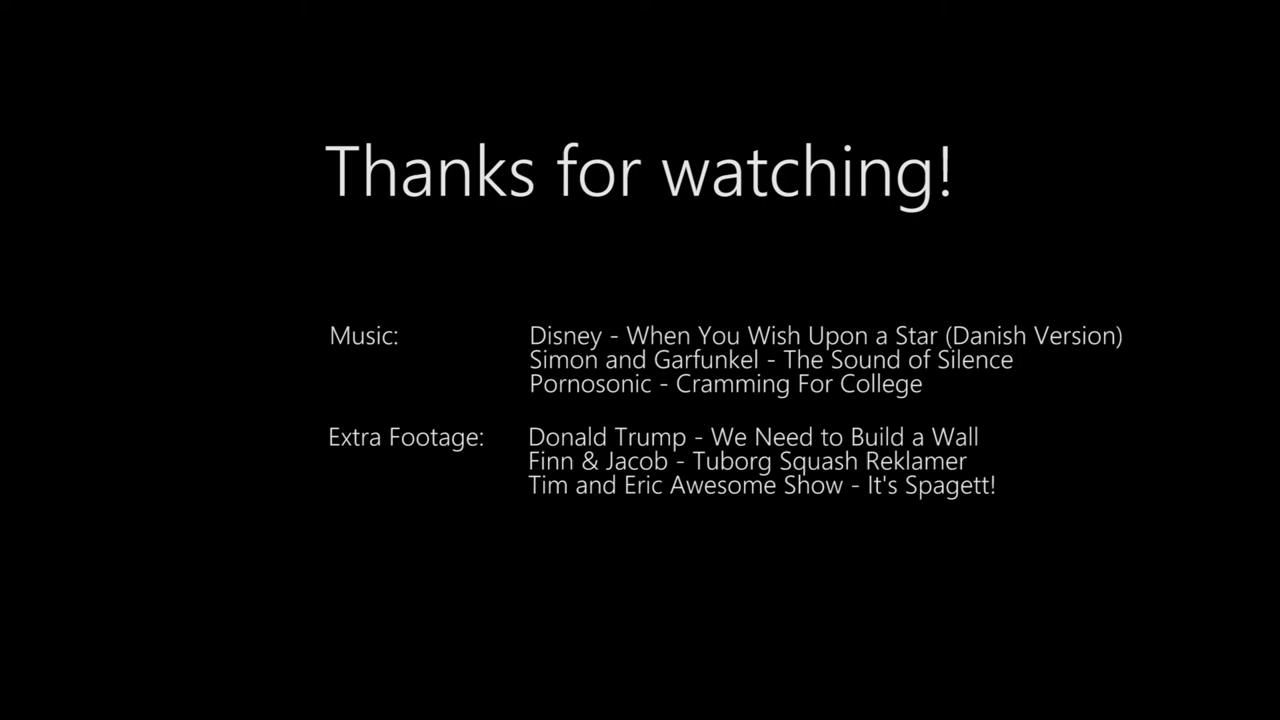 Thanks for watching!
Music: Disney - When You Wish Upon a Star (Danish Version)
Simon and Garfunkel - The Sound of Silence
Pornosonic - Cramming For College
Extra Footage: Donald Trump - We Need to Build a Wall
Finn & Jacob - Tuborg Squash Reklamer
Tim and Eric Awesome Show - It's Spagett!